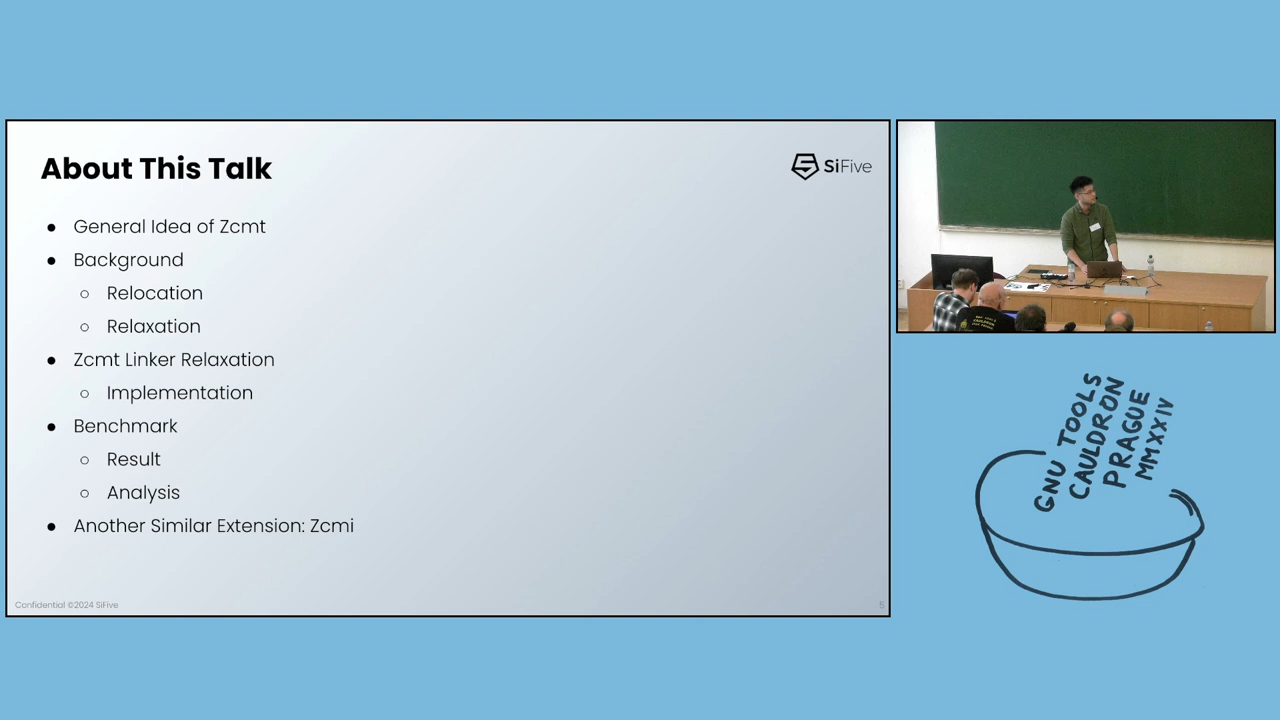 About This Talk
SiFive
● General Idea of Zcmt
● Background
○ Relocation
○ Relaxation
● Zcmt Linker Relaxation
○ Implementation
● Benchmark
○ Result
○ Analysis
● Another Similar Extension: Zcmi
Confidential ©2024 SiFive
5
GNU TOOLS
CAULDRON
PRAGUE
MMXXIV